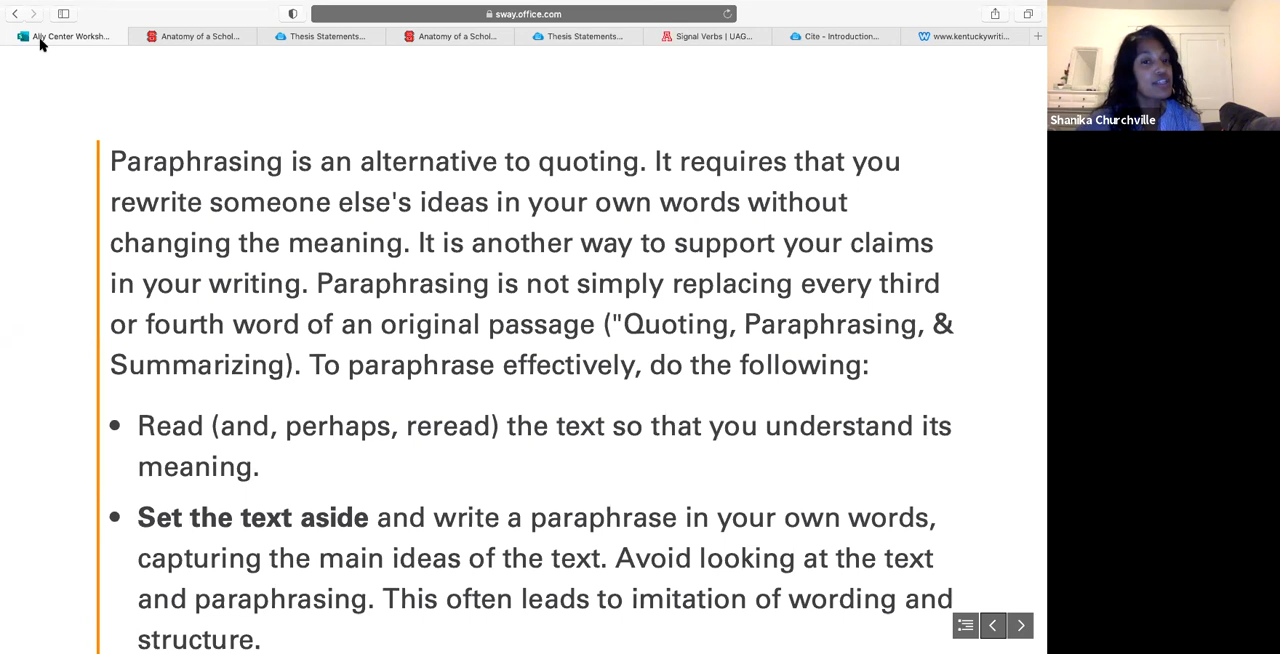 sway.office.com
Ally Center Worksh...
Anatomy of a Schol...
Thesis Statements...
Anatomy of a Schol...
Thesis Statements...
Signal Verbs | UAG...
Cite - Introduction...
www.kentuckywriti...
Shanika Churchville
Paraphrasing is an alternative to quoting. It requires that you
rewrite someone else's ideas in your own words without
changing the meaning. It is another way to support your claims
in your writing. Paraphrasing is not simply replacing every third
or fourth word of an original passage ("Quoting, Paraphrasing, &
Summarizing). To paraphrase effectively, do the following:
• Read (and, perhaps, reread) the text so that you understand its
meaning.
• Set the text aside and write a paraphrase in your own words,
capturing the main ideas of the text. Avoid looking at the text
and paraphrasing. This often leads to imitation of wording and
structure.